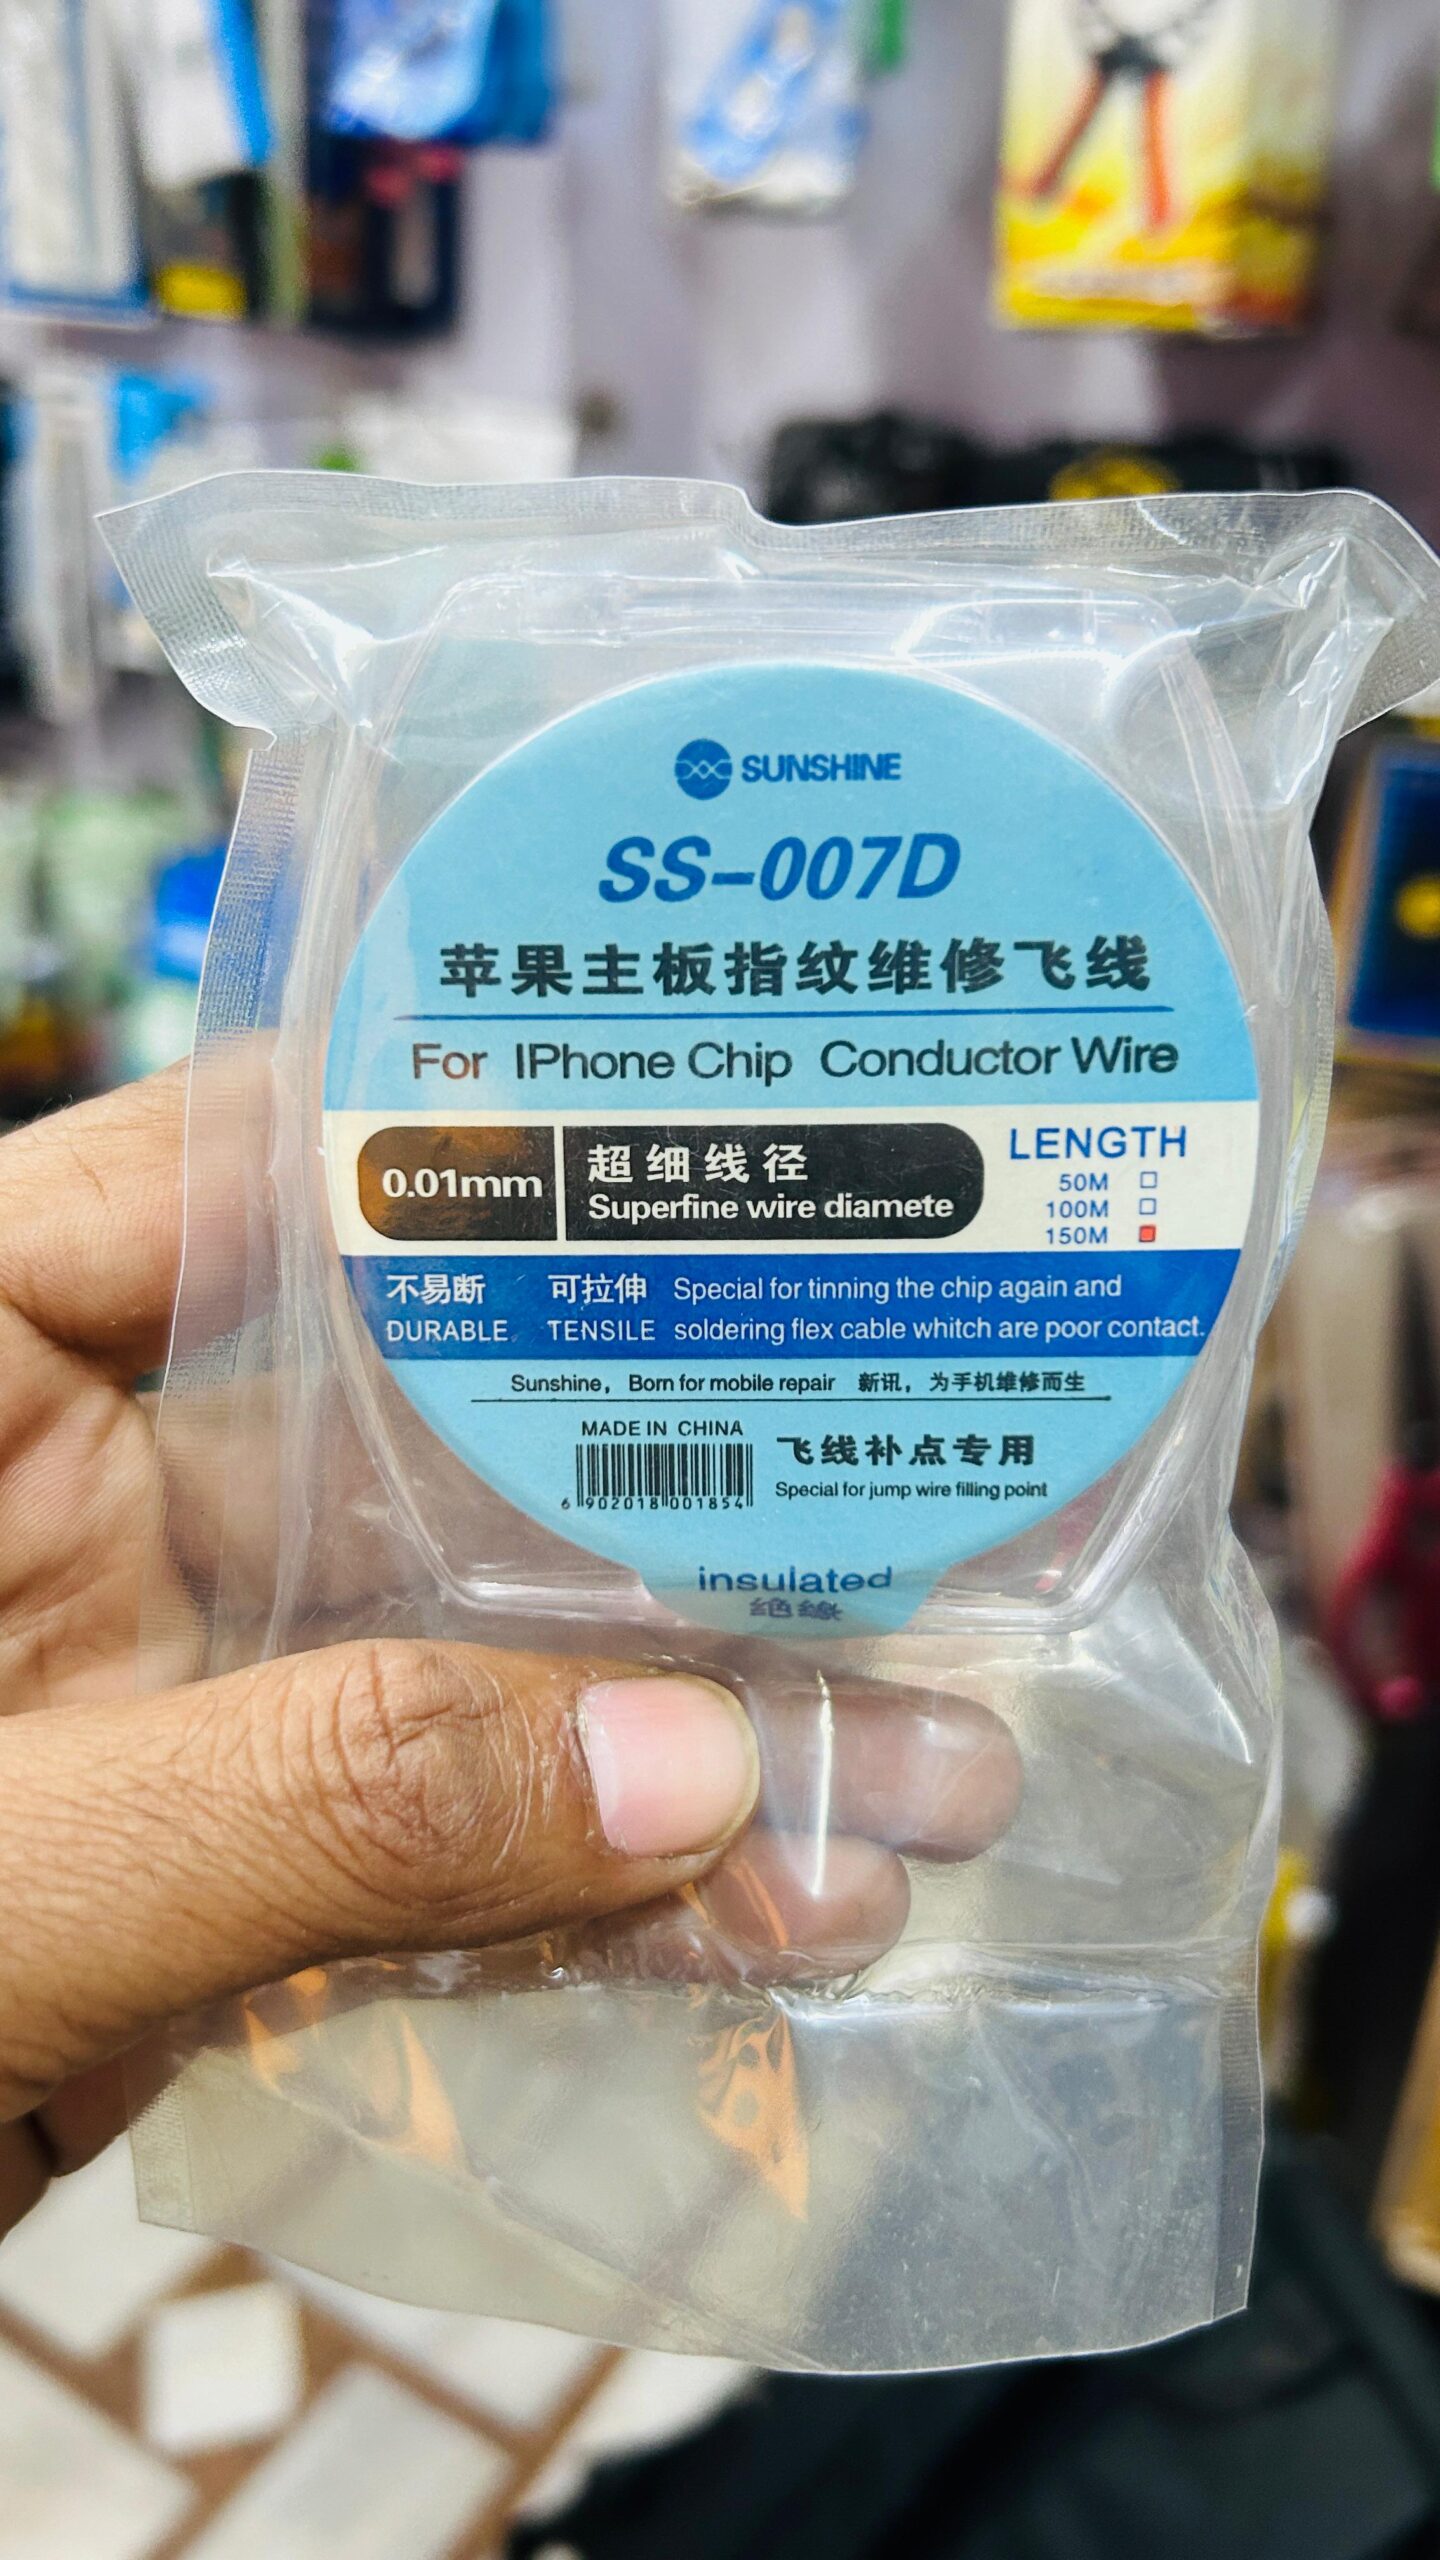 SUNSHINE
SS-007D
苹果主板指纹维修飞线
For IPhone Chip Conductor Wire
0.01mm
超细线径
Superfine wire diamete
LENGTH
50M
100M
150M
不易断 可拉伸 Special for tinning the chip again and
DURABLE TENSILE soldering flex cable whitch are poor contact.
Sunshine, Born for mobile repair 新讯,为手机维修而生
MADE IN CHINA
6 902018 001854
飞线补点专用
Special for jump wire filling point
insulated
绝缘